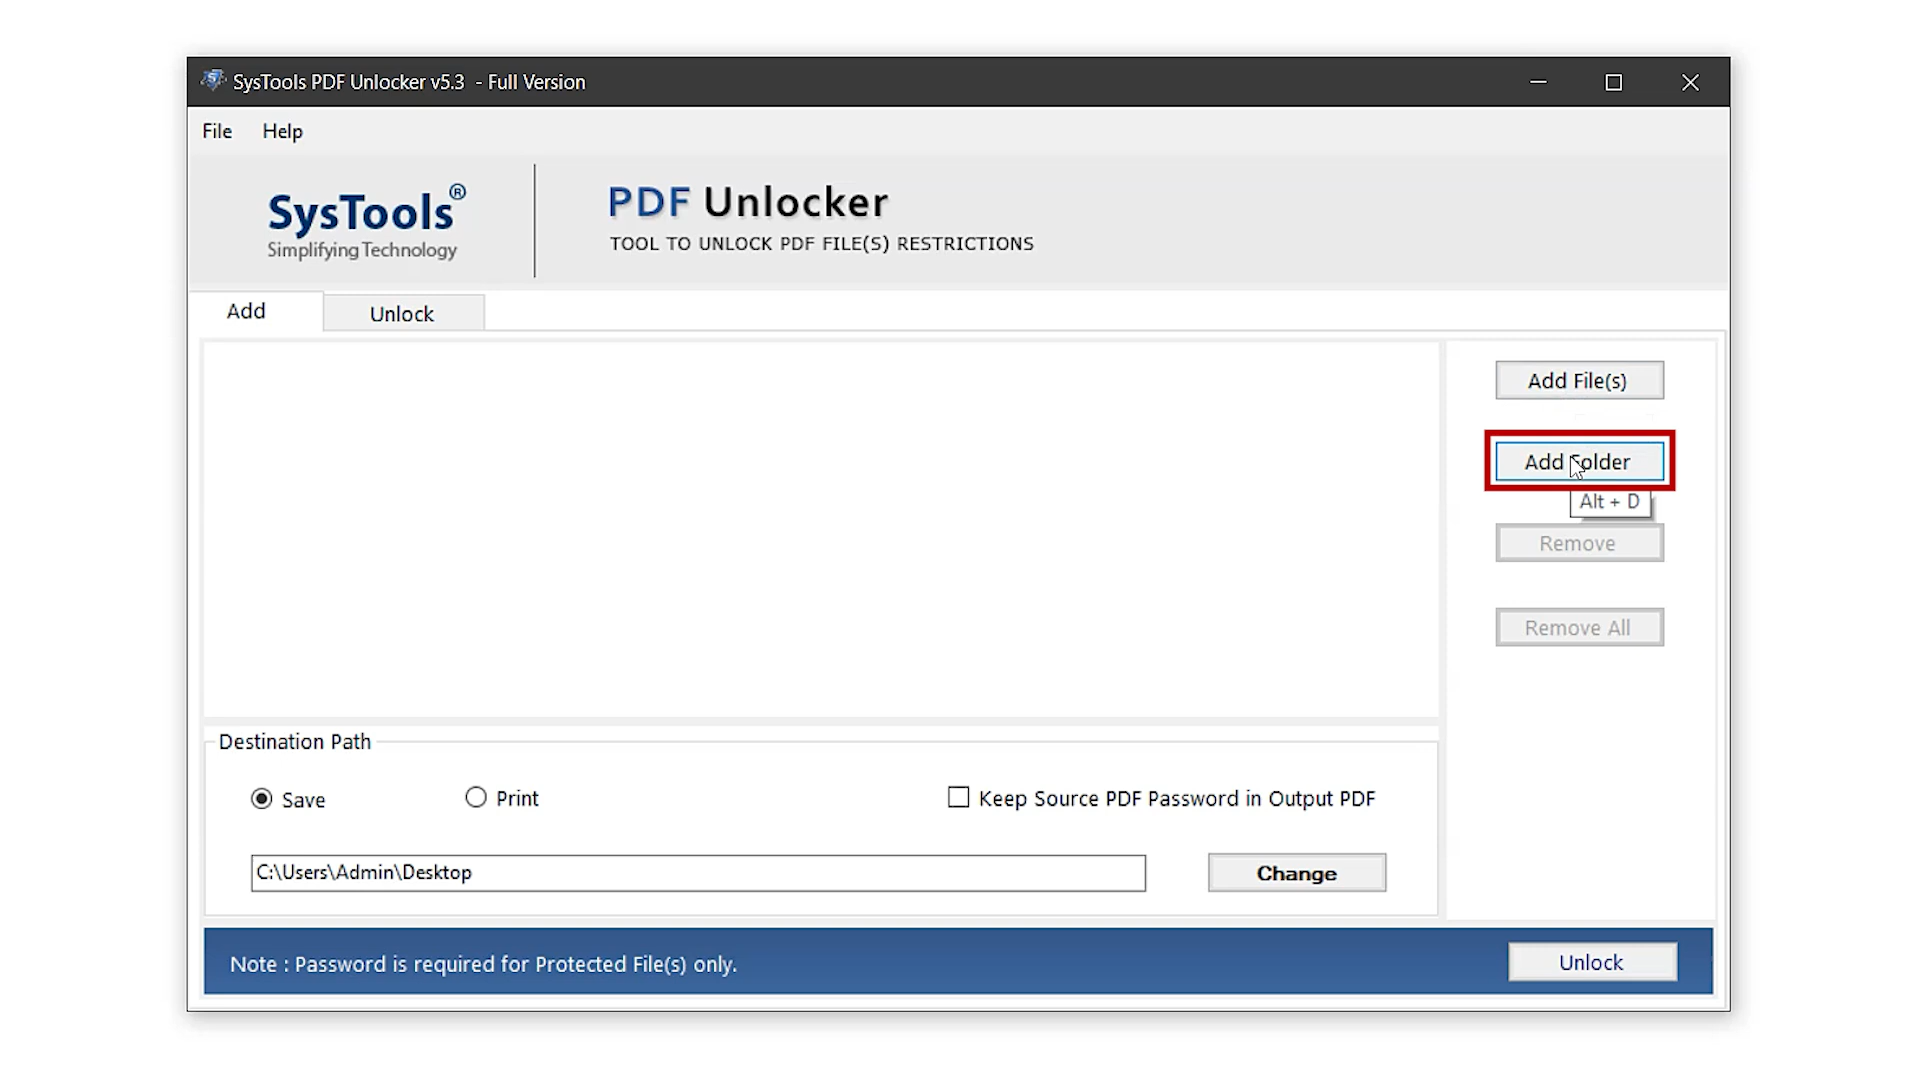 SysTools PDF Unlocker v5.3 - Full Version
File Help
SysTools®
Simplifying Technology
PDF Unlocker
TOOL TO UNLOCK PDF FILE(S) RESTRICTIONS
Add Unlock
Add File(s)
Add Folder
Alt + D
Remove
Remove All
Destination Path
Save Print Keep Source PDF Password in Output PDF
C:\Users\Admin\Desktop Change
Note : Password is required for Protected File(s) only. Unlock